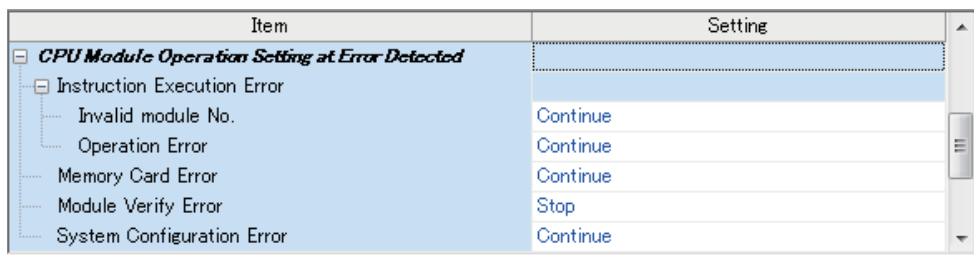 Item Setting
CPU Module Operation Setting at Error Detected
Instruction Execution Error
Invalid module No. Continue
Operation Error Continue
Memory Card Error Continue
Module Verify Error Stop
System Configuration Error Continue